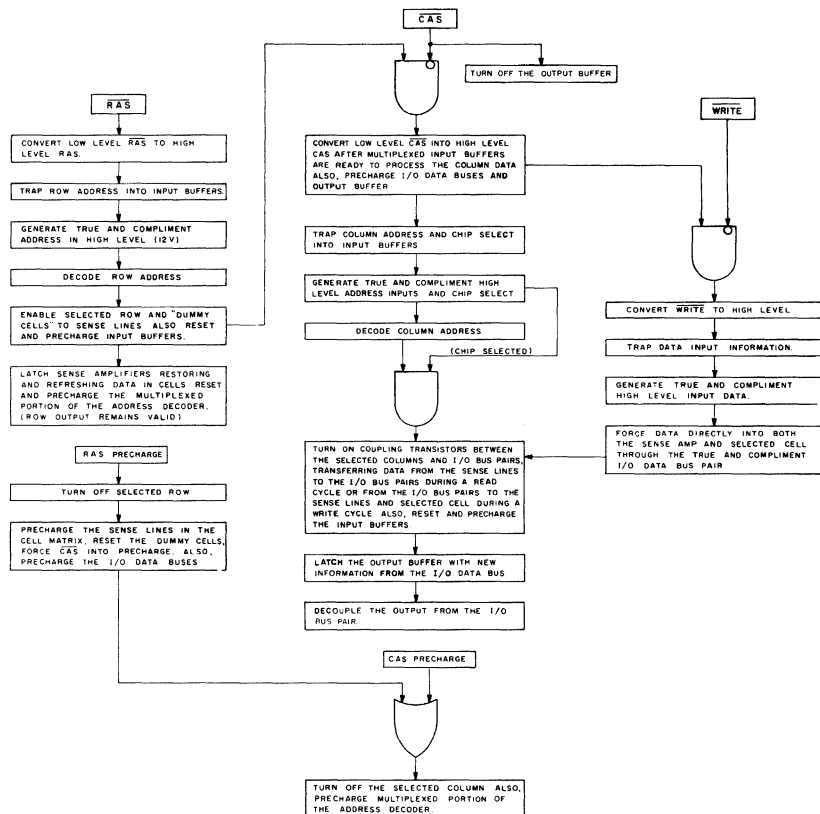 CAS
TURN OFF THE OUTPUT BUFFER
RAS
WRITE
CONVERT LOW LEVEL RAS TO HIGH
LEVEL RAS.
TRAP ROW ADDRESS INTO INPUT BUFFERS.
GENERATE TRUE AND COMPLIMENT
ADDRESS IN HIGH LEVEL (12V)
DECODE ROW ADDRESS
ENABLE SELECTED ROW AND "DUMMY
CELLS" TO SENSE LINES ALSO RESET
AND PRECHARGE INPUT BUFFERS.
LATCH SENSE AMPLIFIERS RESTORING
AND REFRESHING DATA IN CELLS RESET
AND PRECHARGE THE MULTIPLEXED
PORTION OF THE ADDRESS DECODER.
(ROW OUTPUT REMAINS VALID)
RAS PRECHARGE
TURN OFF SELECTED ROW
PRECHARGE THE SENSE LINES IN THE
CELL MATRIX, RESET THE DUMMY CELLS,
FORCE CAS INTO PRECHARGE. ALSO,
PRECHARGE THE I/O DATA BUSES
CONVERT LOW LEVEL CAS INTO HIGH LEVEL
CAS AFTER MULTIPLEXED INPUT BUFFERS
ARE READY TO PROCESS THE COLUMN DATA
ALSO, PRECHARGE I/O DATA BUSES AND
OUTPUT BUFFER
TRAP COLUMN ADDRESS AND CHIP SELECT
INTO INPUT BUFFERS
GENERATE TRUE AND COMPLIMENT HIGH
LEVEL ADDRESS INPUTS AND CHIP SELECT
DECODE COLUMN ADDRESS
(CHIP SELECTED)
TURN ON COUPLING TRANSISTORS BETWEEN
THE SELECTED COLUMNS AND I/O BUS PAIRS,
TRANSFERRING DATA FROM THE SENSE LINES
TO THE I/O BUS PAIRS DURING A READ
CYCLE OR FROM THE I/O BUS PAIRS TO THE
SENSE LINES AND SELECTED CELL DURING A
WRITE CYCLE ALSO, RESET AND PRECHARGE
THE INPUT BUFFERS.
LATCH THE OUTPUT BUFFER WITH NEW
INFORMATION FROM THE I/O DATA BUS
DECOUPLE THE OUTPUT FROM THE I/O
BUS PAIR.
CONVERT WRITE TO HIGH LEVEL
TRAP DATA INPUT INFORMATION.
GENERATE TRUE AND COMPLIMENT
HIGH LEVEL INPUT DATA.
FORCE DATA DIRECTLY INTO BOTH
THE SENSE AMP AND SELECTED CELL
THROUGH THE TRUE AND COMPLIMENT
I/O DATA BUS PAIR
CAS PRECHARGE
TURN OFF THE SELECTED COLUMN ALSO,
PRECHARGE MULTIPLEXED PORTION OF
THE ADDRESS DECODER.